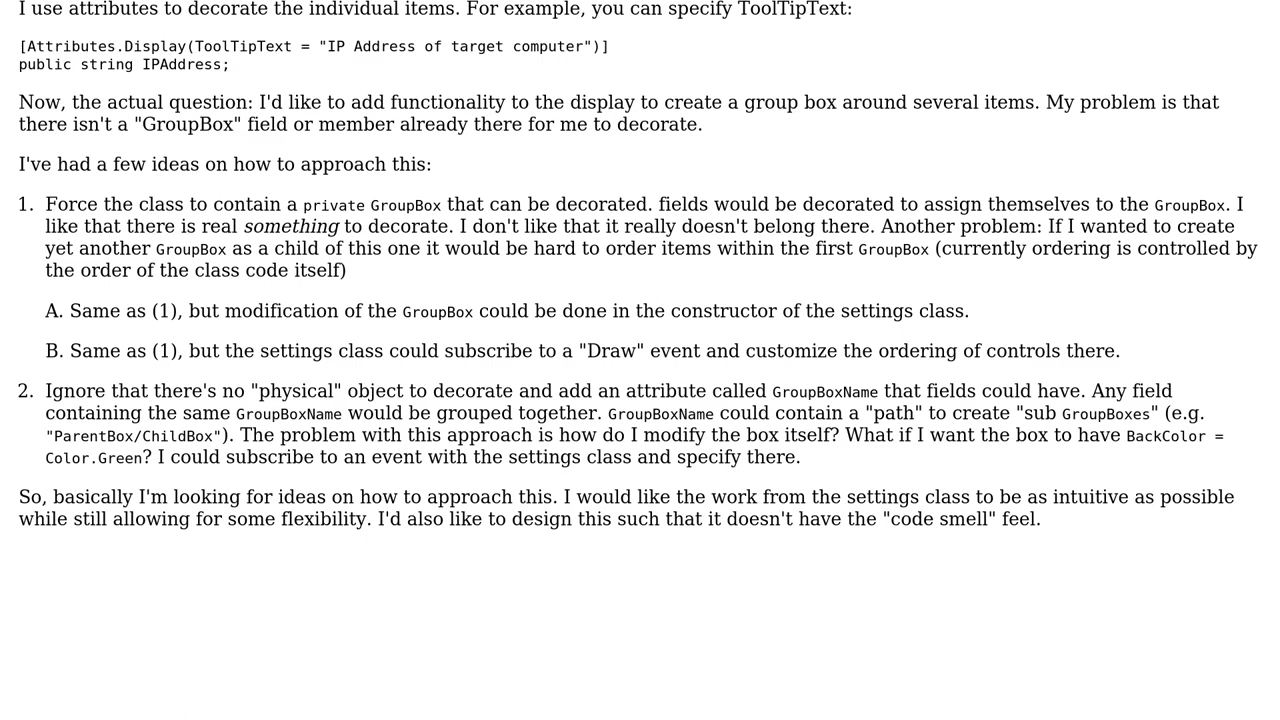 I use attributes to decorate the individual items. For example, you can specify ToolTipText:
[Attributes.Display(ToolTipText = "IP Address of target computer")]
public string IPAddress;
Now, the actual question: I'd like to add functionality to the display to create a group box around several items. My problem is that
there isn't a "GroupBox" field or member already there for me to decorate.
I've had a few ideas on how to approach this:
1. Force the class to contain a private GroupBox that can be decorated. fields would be decorated to assign themselves to the GroupBox. I
like that there is real something to decorate. I don't like that it really doesn't belong there. Another problem: If I wanted to create
yet another GroupBox as a child of this one it would be hard to order items within the first GroupBox (currently ordering is controlled by
the order of the class code itself)
A. Same as (1), but modification of the GroupBox could be done in the constructor of the settings class.
B. Same as (1), but the settings class could subscribe to a "Draw" event and customize the ordering of controls there.
2. Ignore that there's no "physical" object to decorate and add an attribute called GroupBoxName that fields could have. Any field
containing the same GroupBoxName would be grouped together. GroupBoxName could contain a "path" to create "sub GroupBoxes" (e.g.
"ParentBox/ChildBox"). The problem with this approach is how do I modify the box itself? What if I want the box to have BackColor =
Color.Green? I could subscribe to an event with the settings class and specify there.
So, basically I'm looking for ideas on how to approach this. I would like the work from the settings class to be as intuitive as possible
while still allowing for some flexibility. I'd also like to design this such that it doesn't have the "code smell" feel.